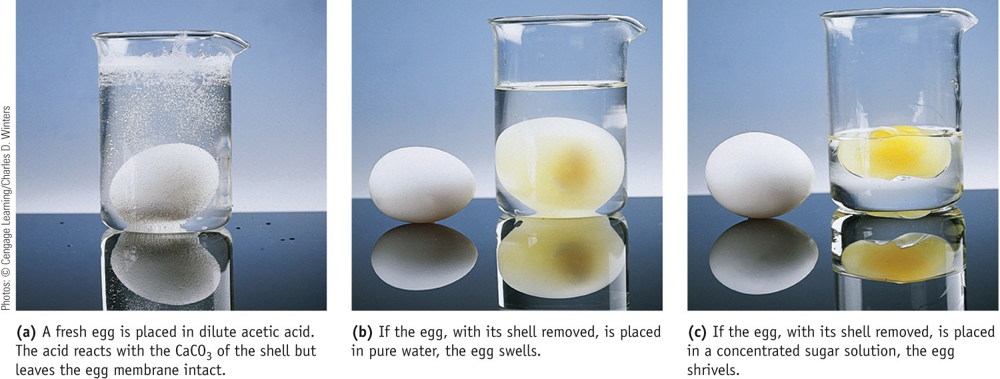 Photos: © Cengage Learning/Charles D. Winters
(a) A fresh egg is placed in dilute acetic acid.
The acid reacts with the CaCO₃ of the shell but
leaves the egg membrane intact.
(b) If the egg, with its shell removed, is placed
in pure water, the egg swells.
(c) If the egg, with its shell removed, is placed
in a concentrated sugar solution, the egg
shrivels.